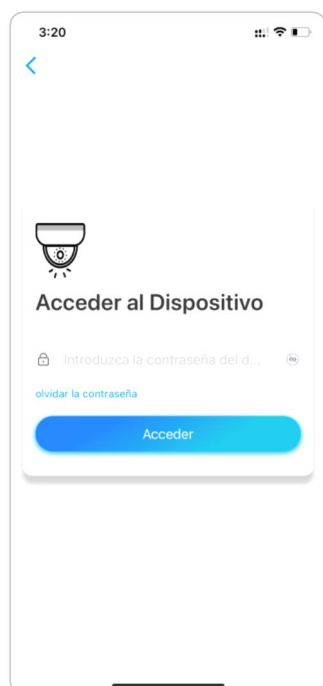 3:20
Acceder al Dispositivo
Introduzca la contraseña del d...
olvidar la contraseña
Acceder